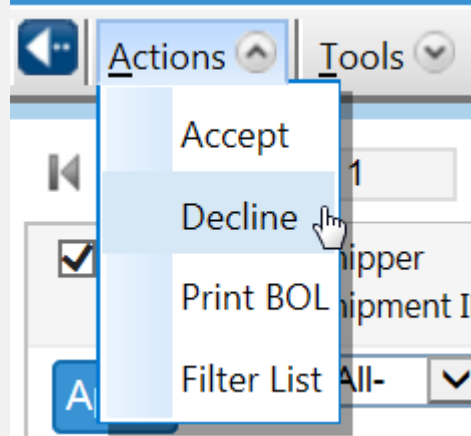 Actions Tools
Accept
1
Decline
Print BOL
Filter List
All-